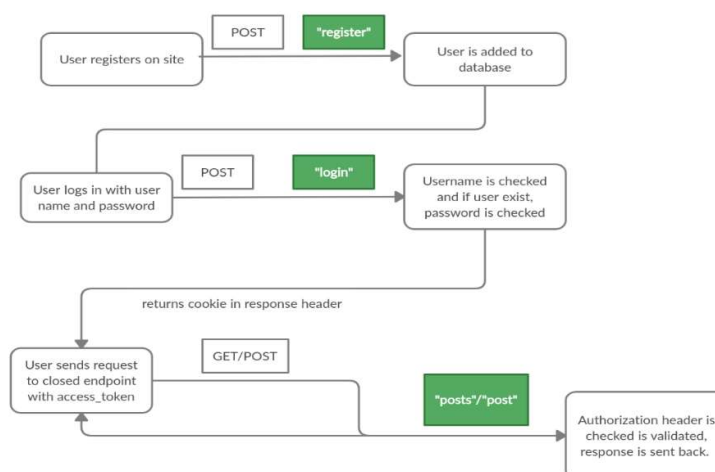 POST
"register"
User registers on site
User is added to
database
POST
"login"
User logs in with user
name and password
Username is checked
and if user exist,
password is checked
returns cookie in response header
GET/POST
User sends request
to closed endpoint
with access_token
"posts"/"post"
Authorization header is
checked is validated,
response is sent back.